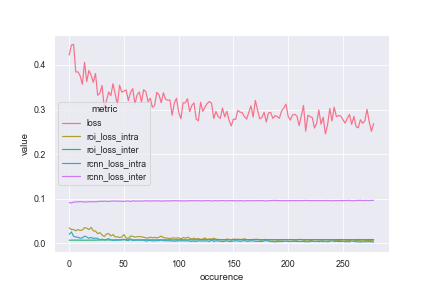 0.4
0.3
0.2
0.1
0.0
value
metric
loss
roi_loss_intra
roi_loss_inter
rcnn_loss_intra
rcnn_loss_inter
0 50 100 150 200 250
occurence